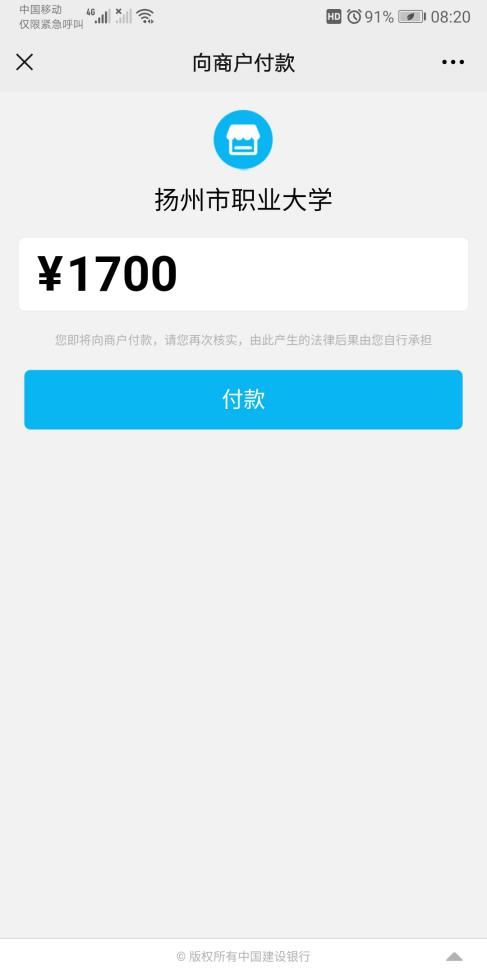 中国移动
仅限紧急呼叫
4G
HD
91%
08:20
向商户付款
扬州市职业大学
¥1700
您即将向商户付款，请您再次核实，由此产生的法律后果由您自行承担
付款
© 版权所有中国建设银行